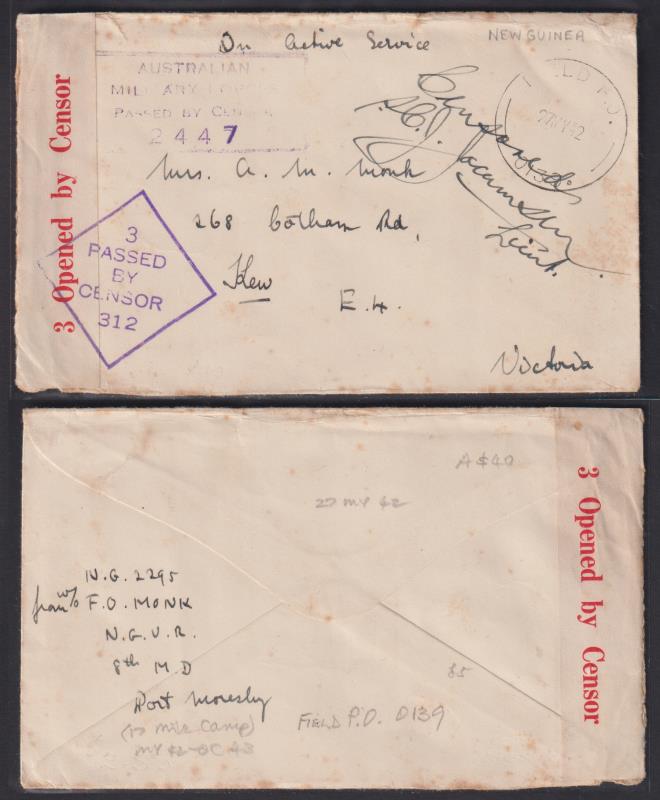 On Active Service
NEW GUINEA
AUSTRALIAN
MILITARY FORCES
PASSED BY CENSOR
2447
FIELD P.O.
27 MY 42
Censored
Lieut.
Mrs. A. M. Monk
268 Cotham Rd,
Kew
E.4.
Victoria
3 Opened by Censor
3
PASSED
BY
CENSOR
312
A$40
27 MY 42
N.G. 2295
from w/o F.O. MONK
N.G.V.R.
8th M.D
Port Moresby
(17 Mile Camp)
MY 42-OC 43
85
FIELD P.O. 0139
3 Opened by Censor